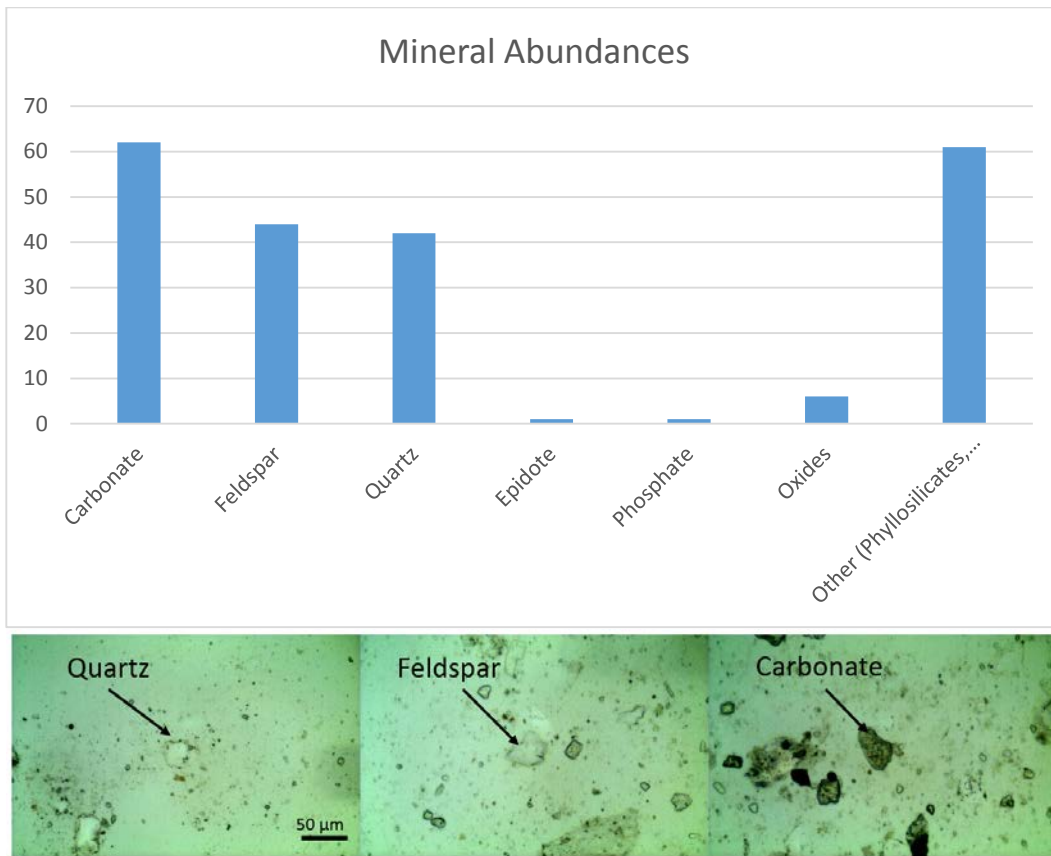 Mineral Abundances
70
60
50
40
30
20
10
0
Carbonate
Feldspar
Quartz
Epidote
Phosphate
Oxides
Other (Phyllosilicates,...
Quartz
Feldspar
Carbonate
50 µm